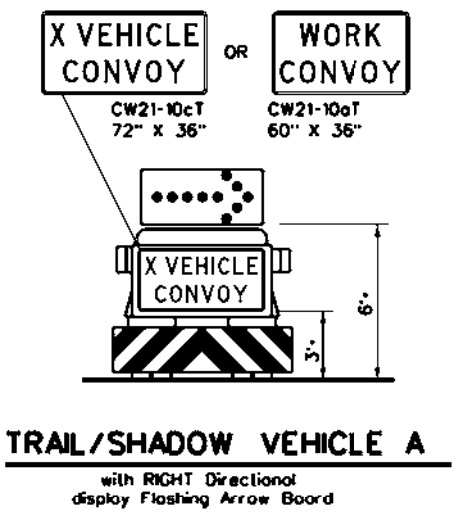 X VEHICLE
CONVOY
OR
WORK
CONVOY
CW21-10cT
72" X 36"
CW21-10aT
60" X 36"
X VEHICLE
CONVOY
6'+
3'+
TRAIL/SHADOW VEHICLE A
with RIGHT Directional
display Flashing Arrow Board